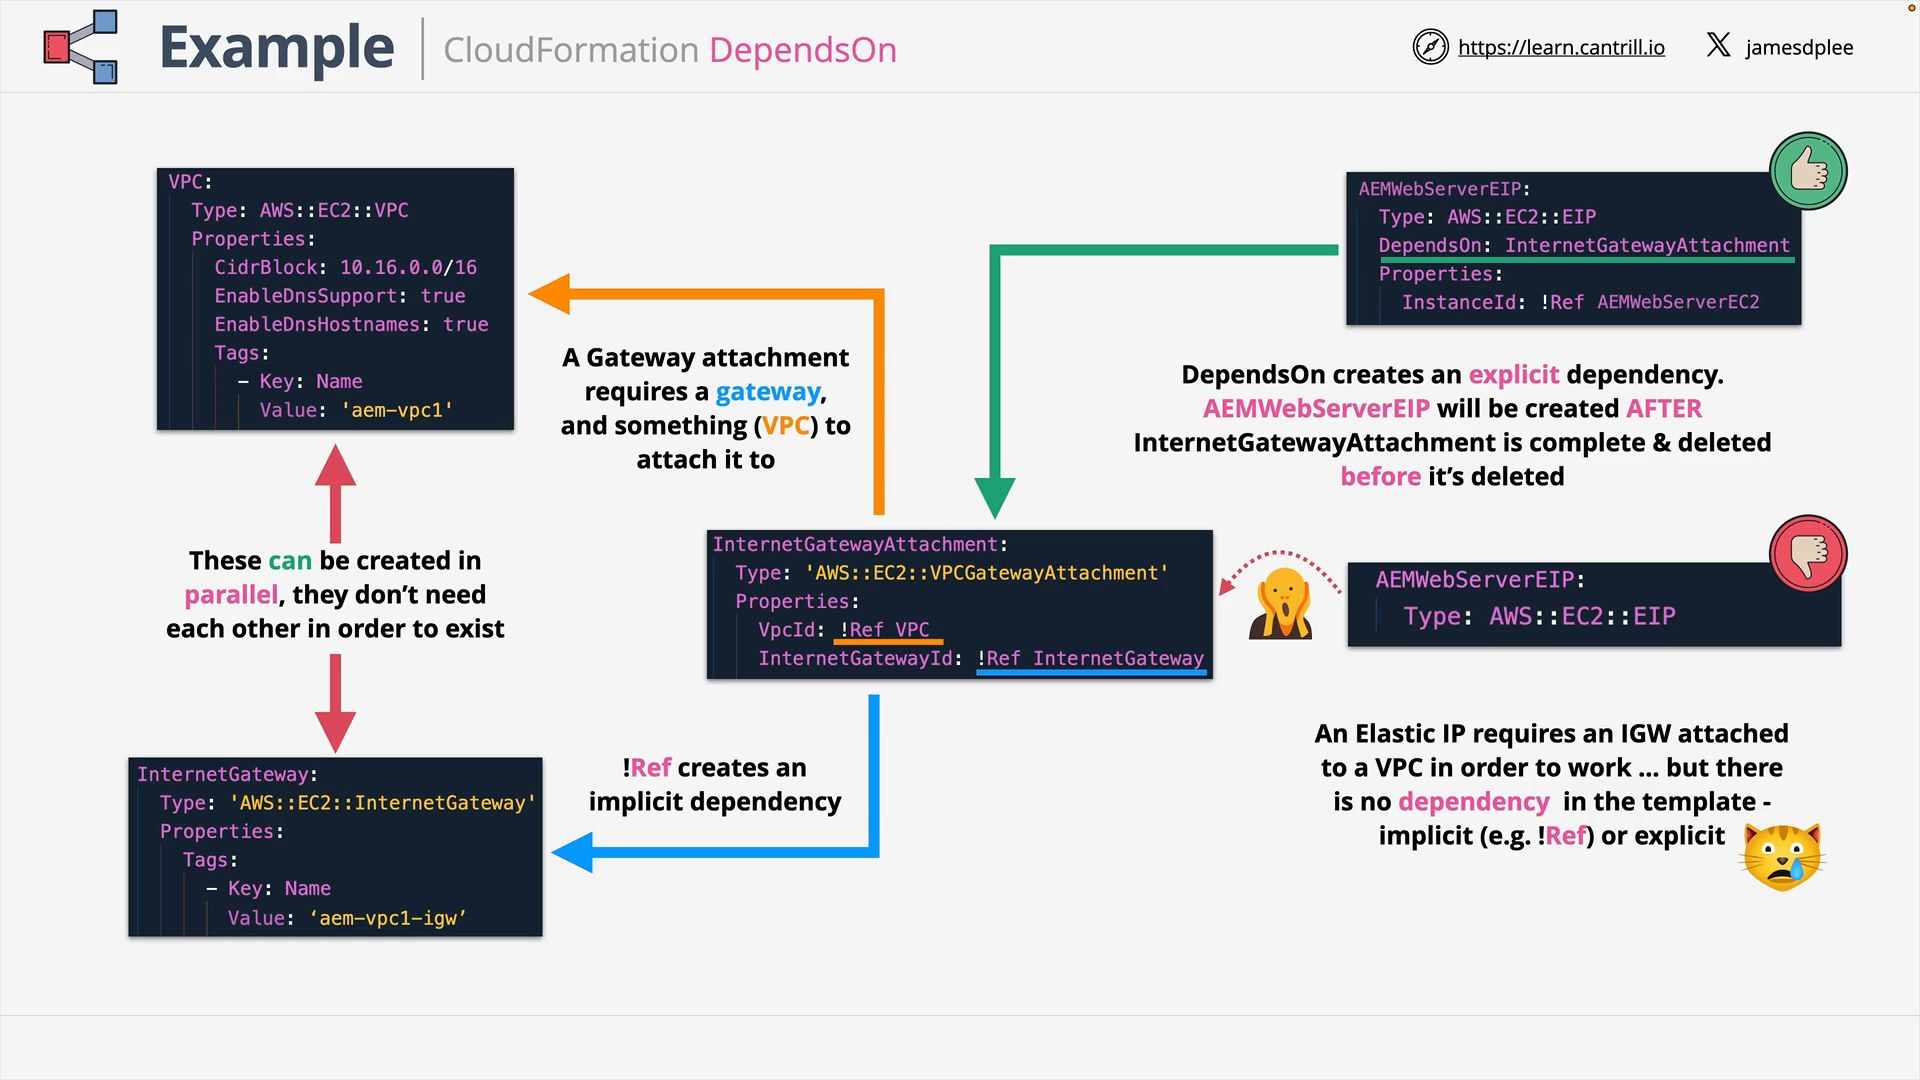 Example
CloudFormation DependsOn
https://learn.cantrill.io
jamesdplee
VPC:
Type: AWS::EC2::VPC
Properties:
CidrBlock: 10.16.0.0/16
EnableDnsSupport: true
EnableDnsHostnames: true
Tags:
- Key: Name
Value: 'aem-vpc1'
A Gateway attachment
requires a gateway,
and something (VPC) to
attach it to
AEMWebServerEIP:
Type: AWS::EC2::EIP
DependsOn: InternetGatewayAttachment
Properties:
InstanceId: !Ref AEMWebServerEC2
DependsOn creates an explicit dependency.
AEMWebServerEIP will be created AFTER
InternetGatewayAttachment is complete & deleted
before it’s deleted
These can be created in
parallel, they don’t need
each other in order to exist
InternetGatewayAttachment:
Type: 'AWS::EC2::VPCGatewayAttachment'
Properties:
VpcId: !Ref VPC
InternetGatewayId: !Ref InternetGateway
AEMWebServerEIP:
Type: AWS::EC2::EIP
InternetGateway:
Type: 'AWS::EC2::InternetGateway'
Properties:
Tags:
- Key: Name
Value: ‘aem-vpc1-igw’
!Ref creates an
implicit dependency
An Elastic IP requires an IGW attached
to a VPC in order to work ... but there
is no dependency in the template -
implicit (e.g. !Ref) or explicit